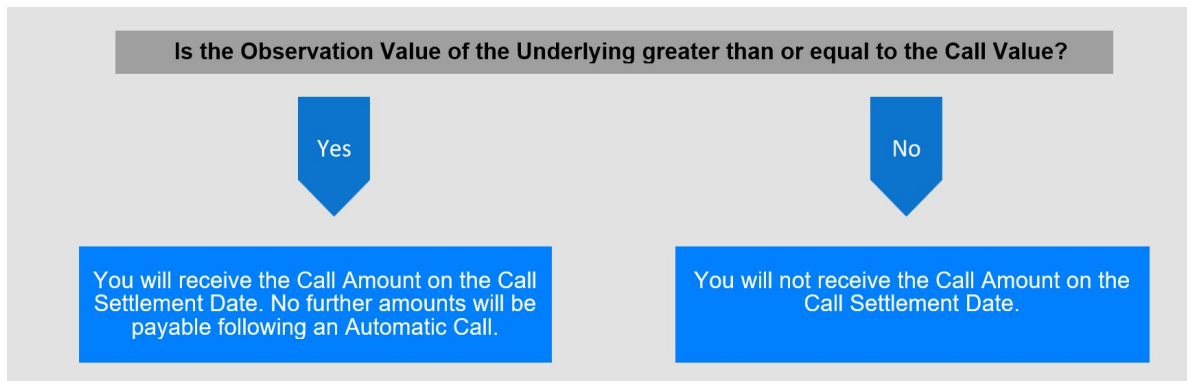 Is the Observation Value of the Underlying greater than or equal to the Call Value?
Yes
No
You will receive the Call Amount on the Call
Settlement Date. No further amounts will be
payable following an Automatic Call.
You will not receive the Call Amount on the
Call Settlement Date.